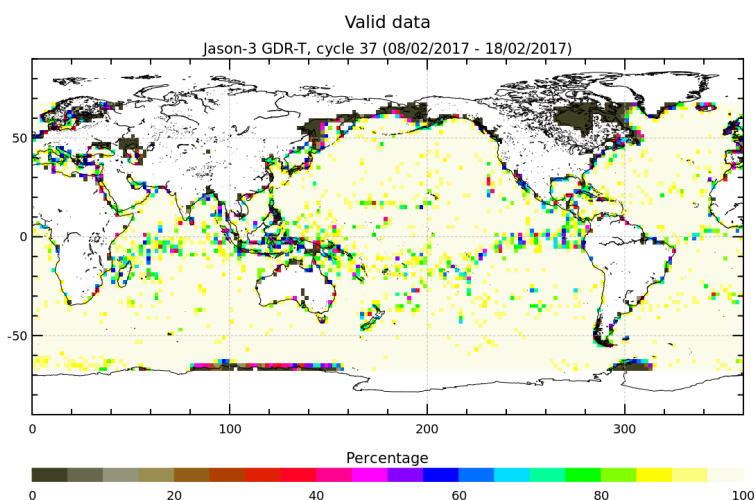 Valid data
Jason-3 GDR-T, cycle 37 (08/02/2017 - 18/02/2017)
50
0
-50
0 100 200 300
Percentage
0 20 40 60 80 100